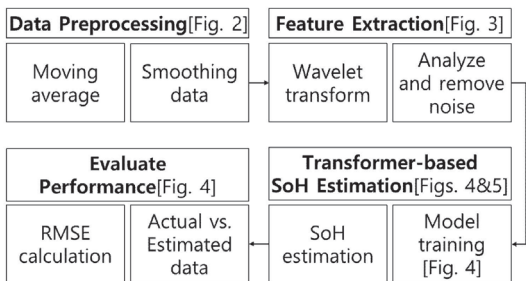 Data Preprocessing[Fig. 2]
Moving
average
Smoothing
data
Feature Extraction[Fig. 3]
Wavelet
transform
Analyze
and remove
noise
Transformer-based
SoH Estimation[Figs. 4&5]
Model
training
[Fig. 4]
SoH
estimation
Evaluate
Performance[Fig. 4]
Actual vs.
Estimated
data
RMSE
calculation